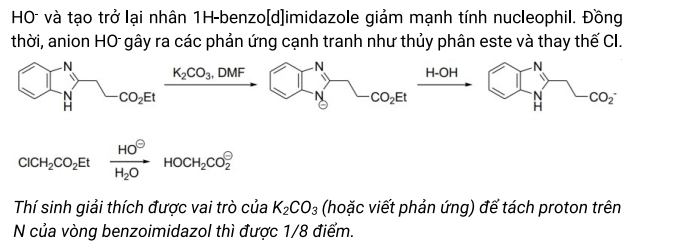 HO⁻ và tạo trở lại nhân 1H-benzo[d]imidazole giảm mạnh tính nucleophil. Đồng
thời, anion HO⁻ gây ra các phản ứng cạnh tranh như thủy phân este và thay thế Cl.
N N H CO₂Et K₂CO₃, DMF N N ⊖ CO₂Et H-OH N N H CO₂⁻
ClCH₂CO₂Et HO⊖ H₂O HOCH₂CO₂⊖
Thí sinh giải thích được vai trò của K₂CO₃ (hoặc viết phản ứng) để tách proton trên
N của vòng benzoimidazol thì được 1/8 điểm.